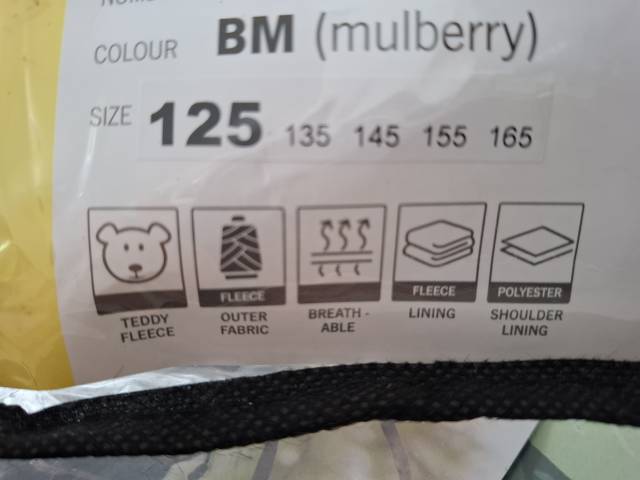 COLOUR BM (mulberry)
SIZE 125 135 145 155 165
FLEECE FLEECE POLYESTER
TEDDY FLEECE
OUTER FABRIC
BREATH - ABLE
LINING
SHOULDER LINING